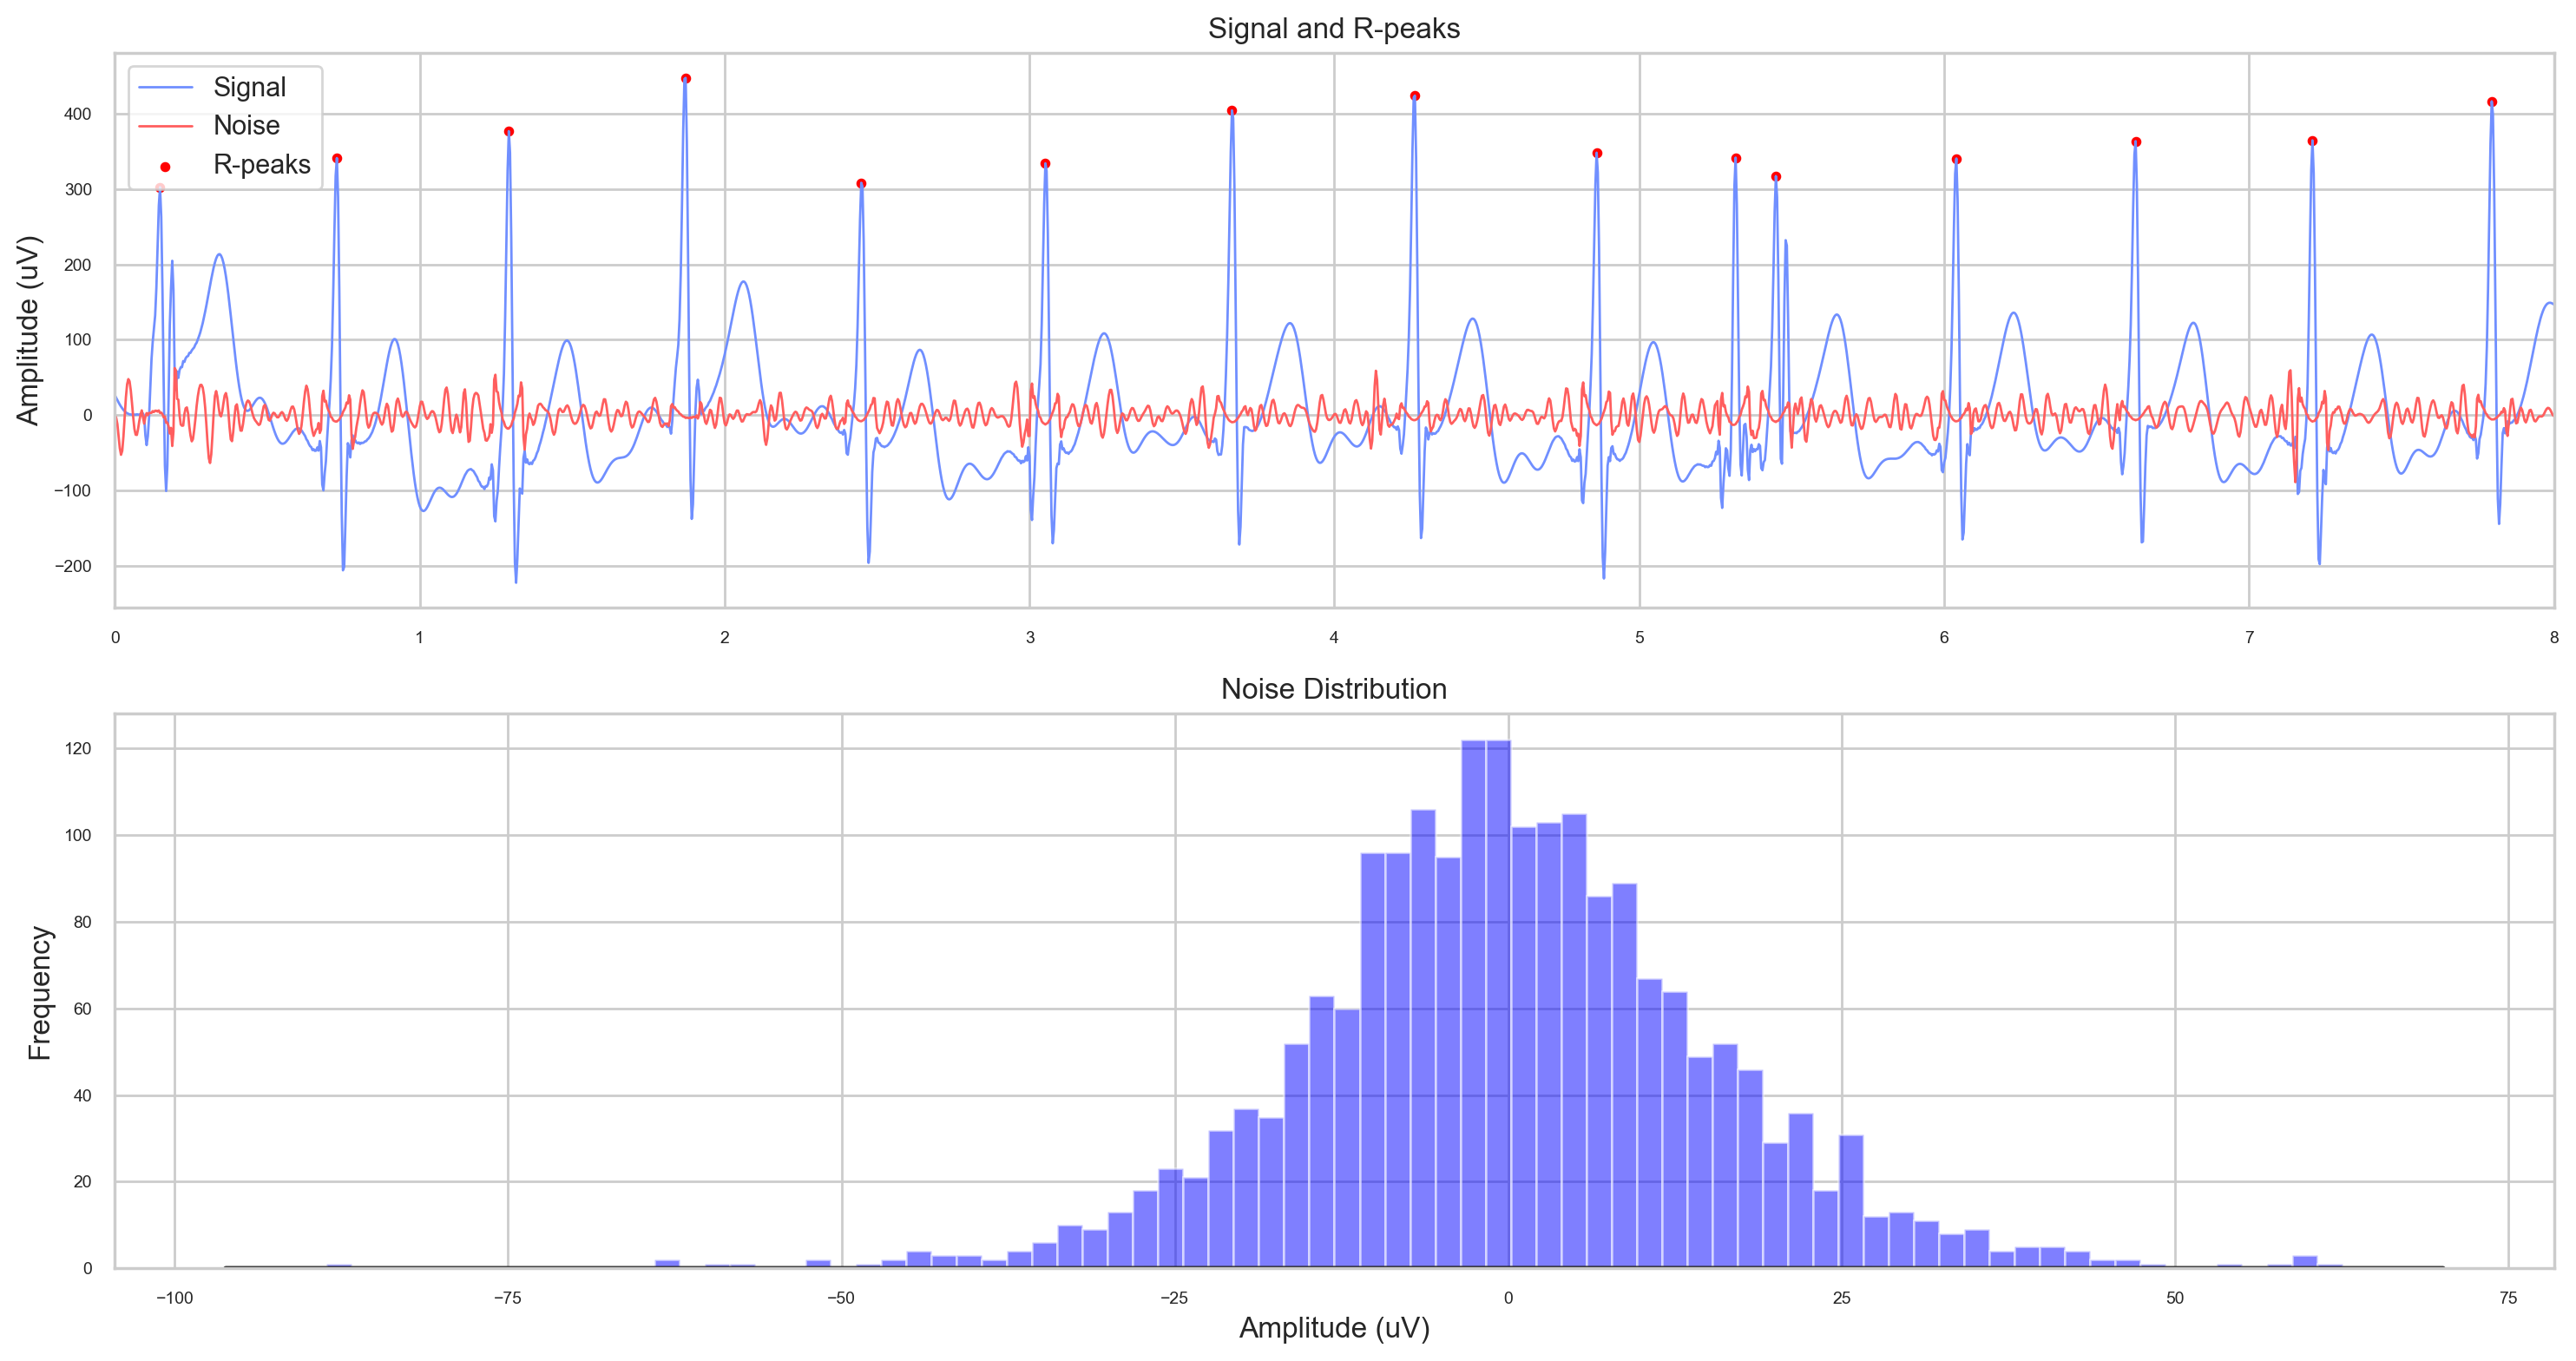 Signal and R-peaks
Signal
Noise
R-peaks
Amplitude (uV)
400
300
200
100
0
−100
−200
0 1 2 3 4 5 6 7 8
Noise Distribution
Frequency
120
100
80
60
40
20
0
−100 −75 −50 −25 0 25 50 75
Amplitude (uV)